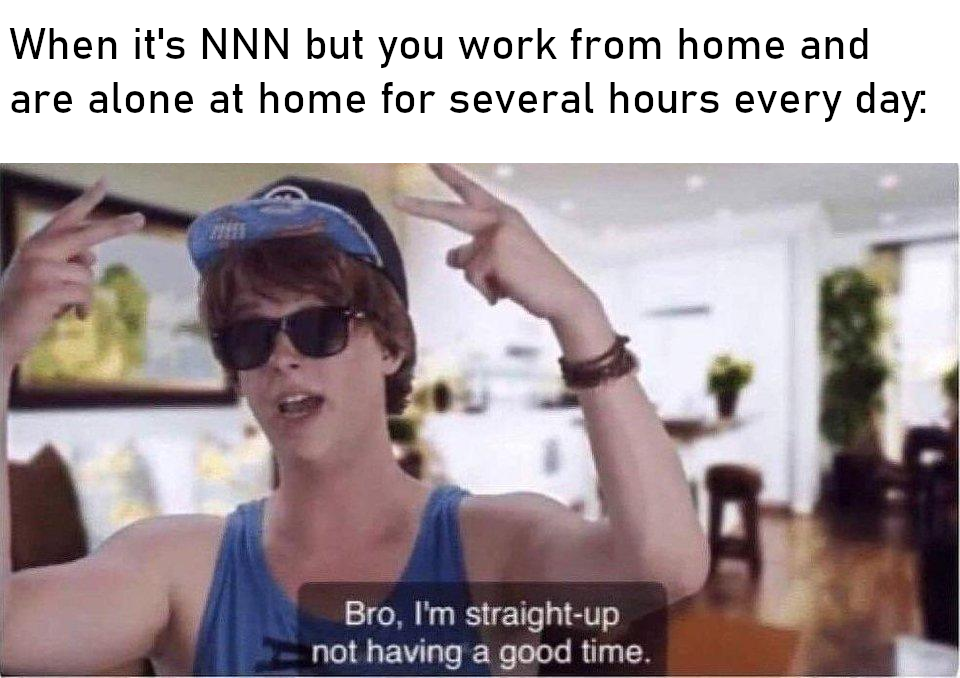 When it's NNN but you work from home and
are alone at home for several hours every day:
Bro, I'm straight-up
not having a good time.